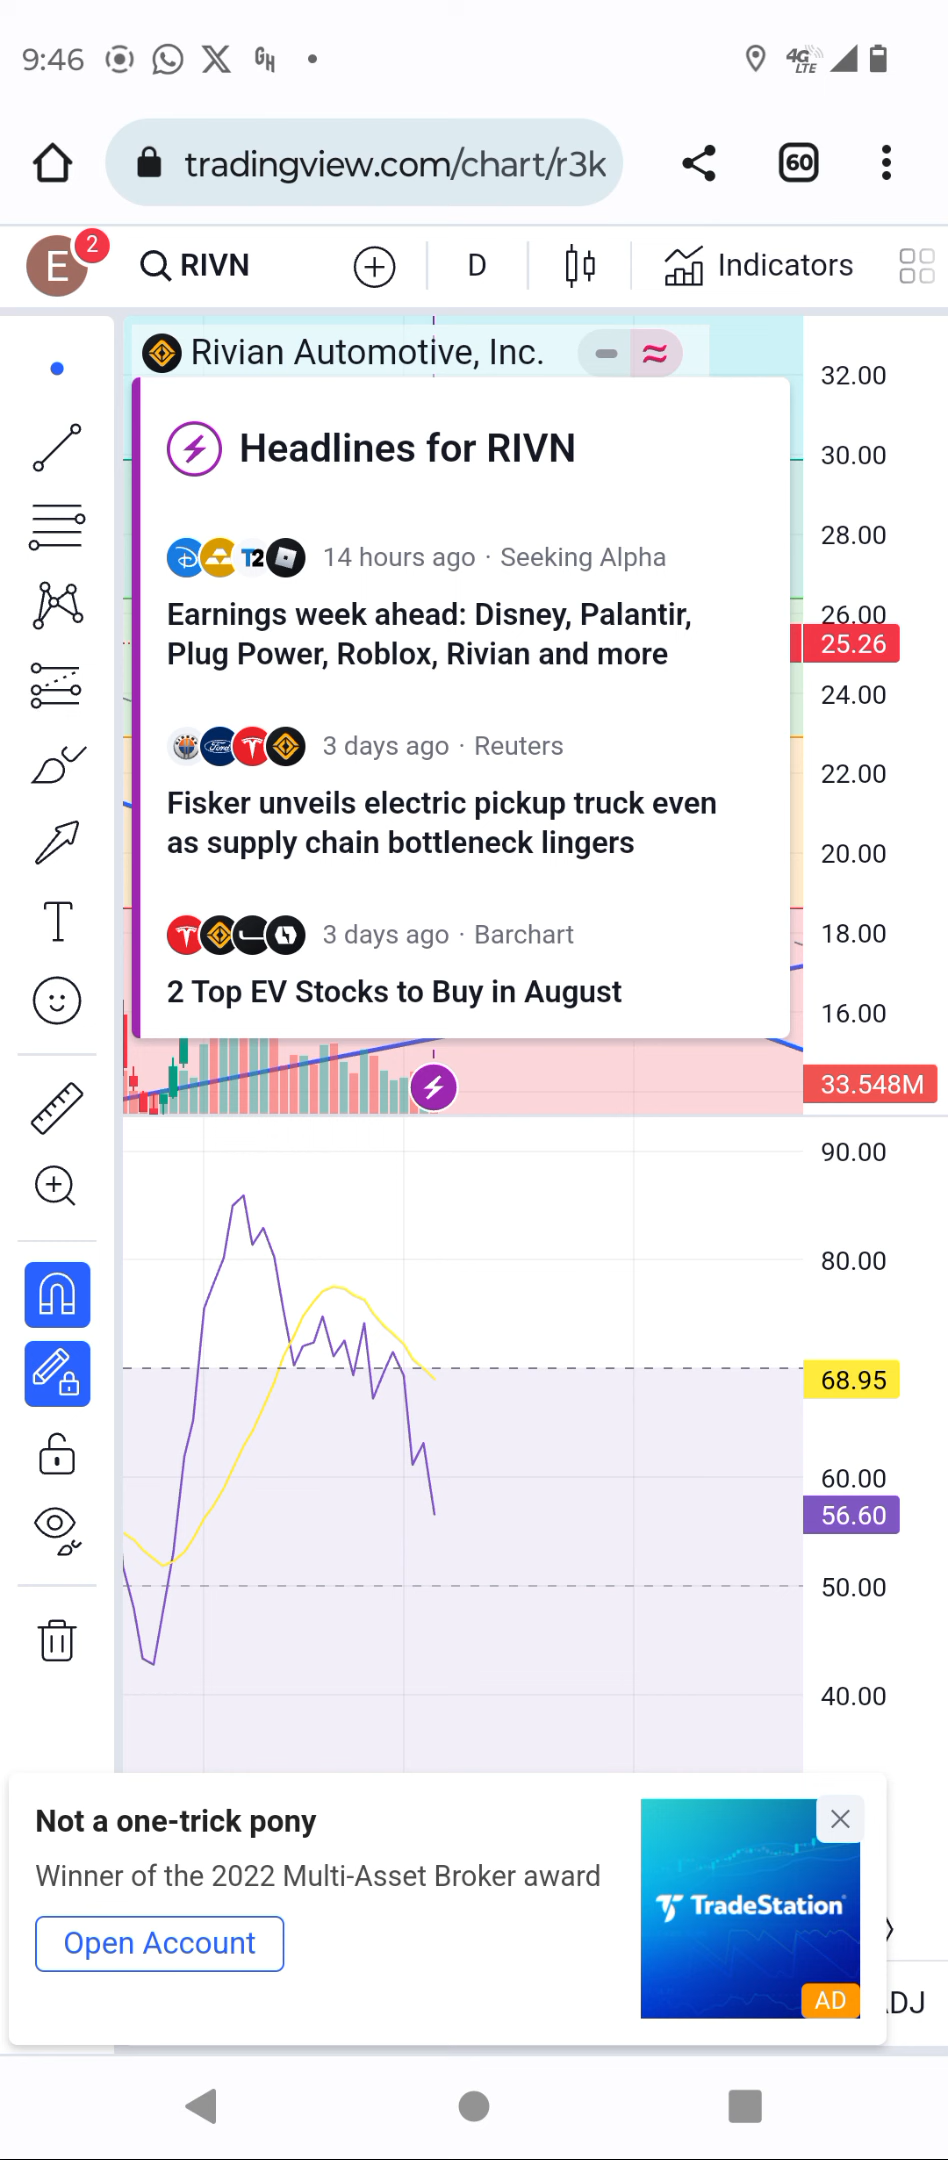 9:46
4G
LTE
tradingview.com/chart/r3k
60
E
2
RIVN
D
Indicators
Rivian Automotive, Inc.
Headlines for RIVN
T2
14 hours ago · Seeking Alpha
Earnings week ahead: Disney, Palantir,
Plug Power, Roblox, Rivian and more
3 days ago · Reuters
Fisker unveils electric pickup truck even
as supply chain bottleneck lingers
3 days ago · Barchart
2 Top EV Stocks to Buy in August
32.00
30.00
28.00
26.00
25.26
24.00
22.00
20.00
18.00
16.00
33.548M
90.00
80.00
68.95
60.00
56.60
50.00
40.00
Not a one-trick pony
Winner of the 2022 Multi-Asset Broker award
Open Account
TradeStation
AD
ADJ